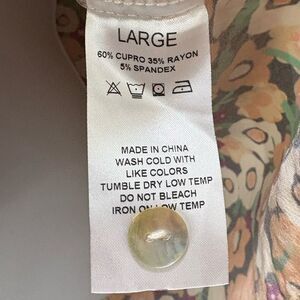 LARGE
60% CUPRO 35% RAYON
5% SPANDEX
MADE IN CHINA
WASH COLD WITH
LIKE COLORS
TUMBLE DRY LOW TEMP
DO NOT BLEACH
IRON ON LOW TEMP